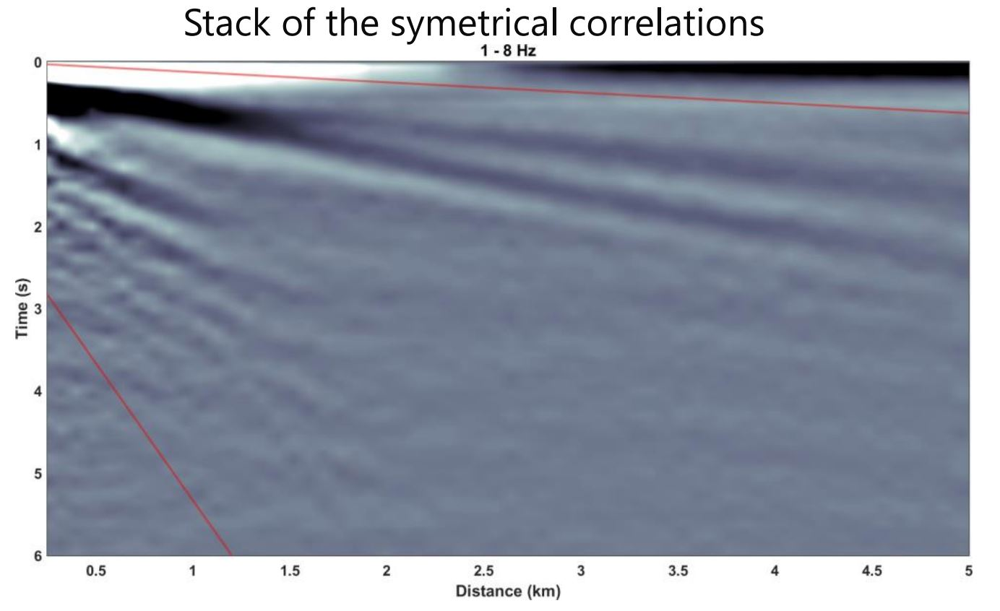 Stack of the symetrical correlations
1 - 8 Hz
0
1
2
3
4
5
6
Time (s)
0.5 1 1.5 2 2.5 3 3.5 4 4.5 5
Distance (km)